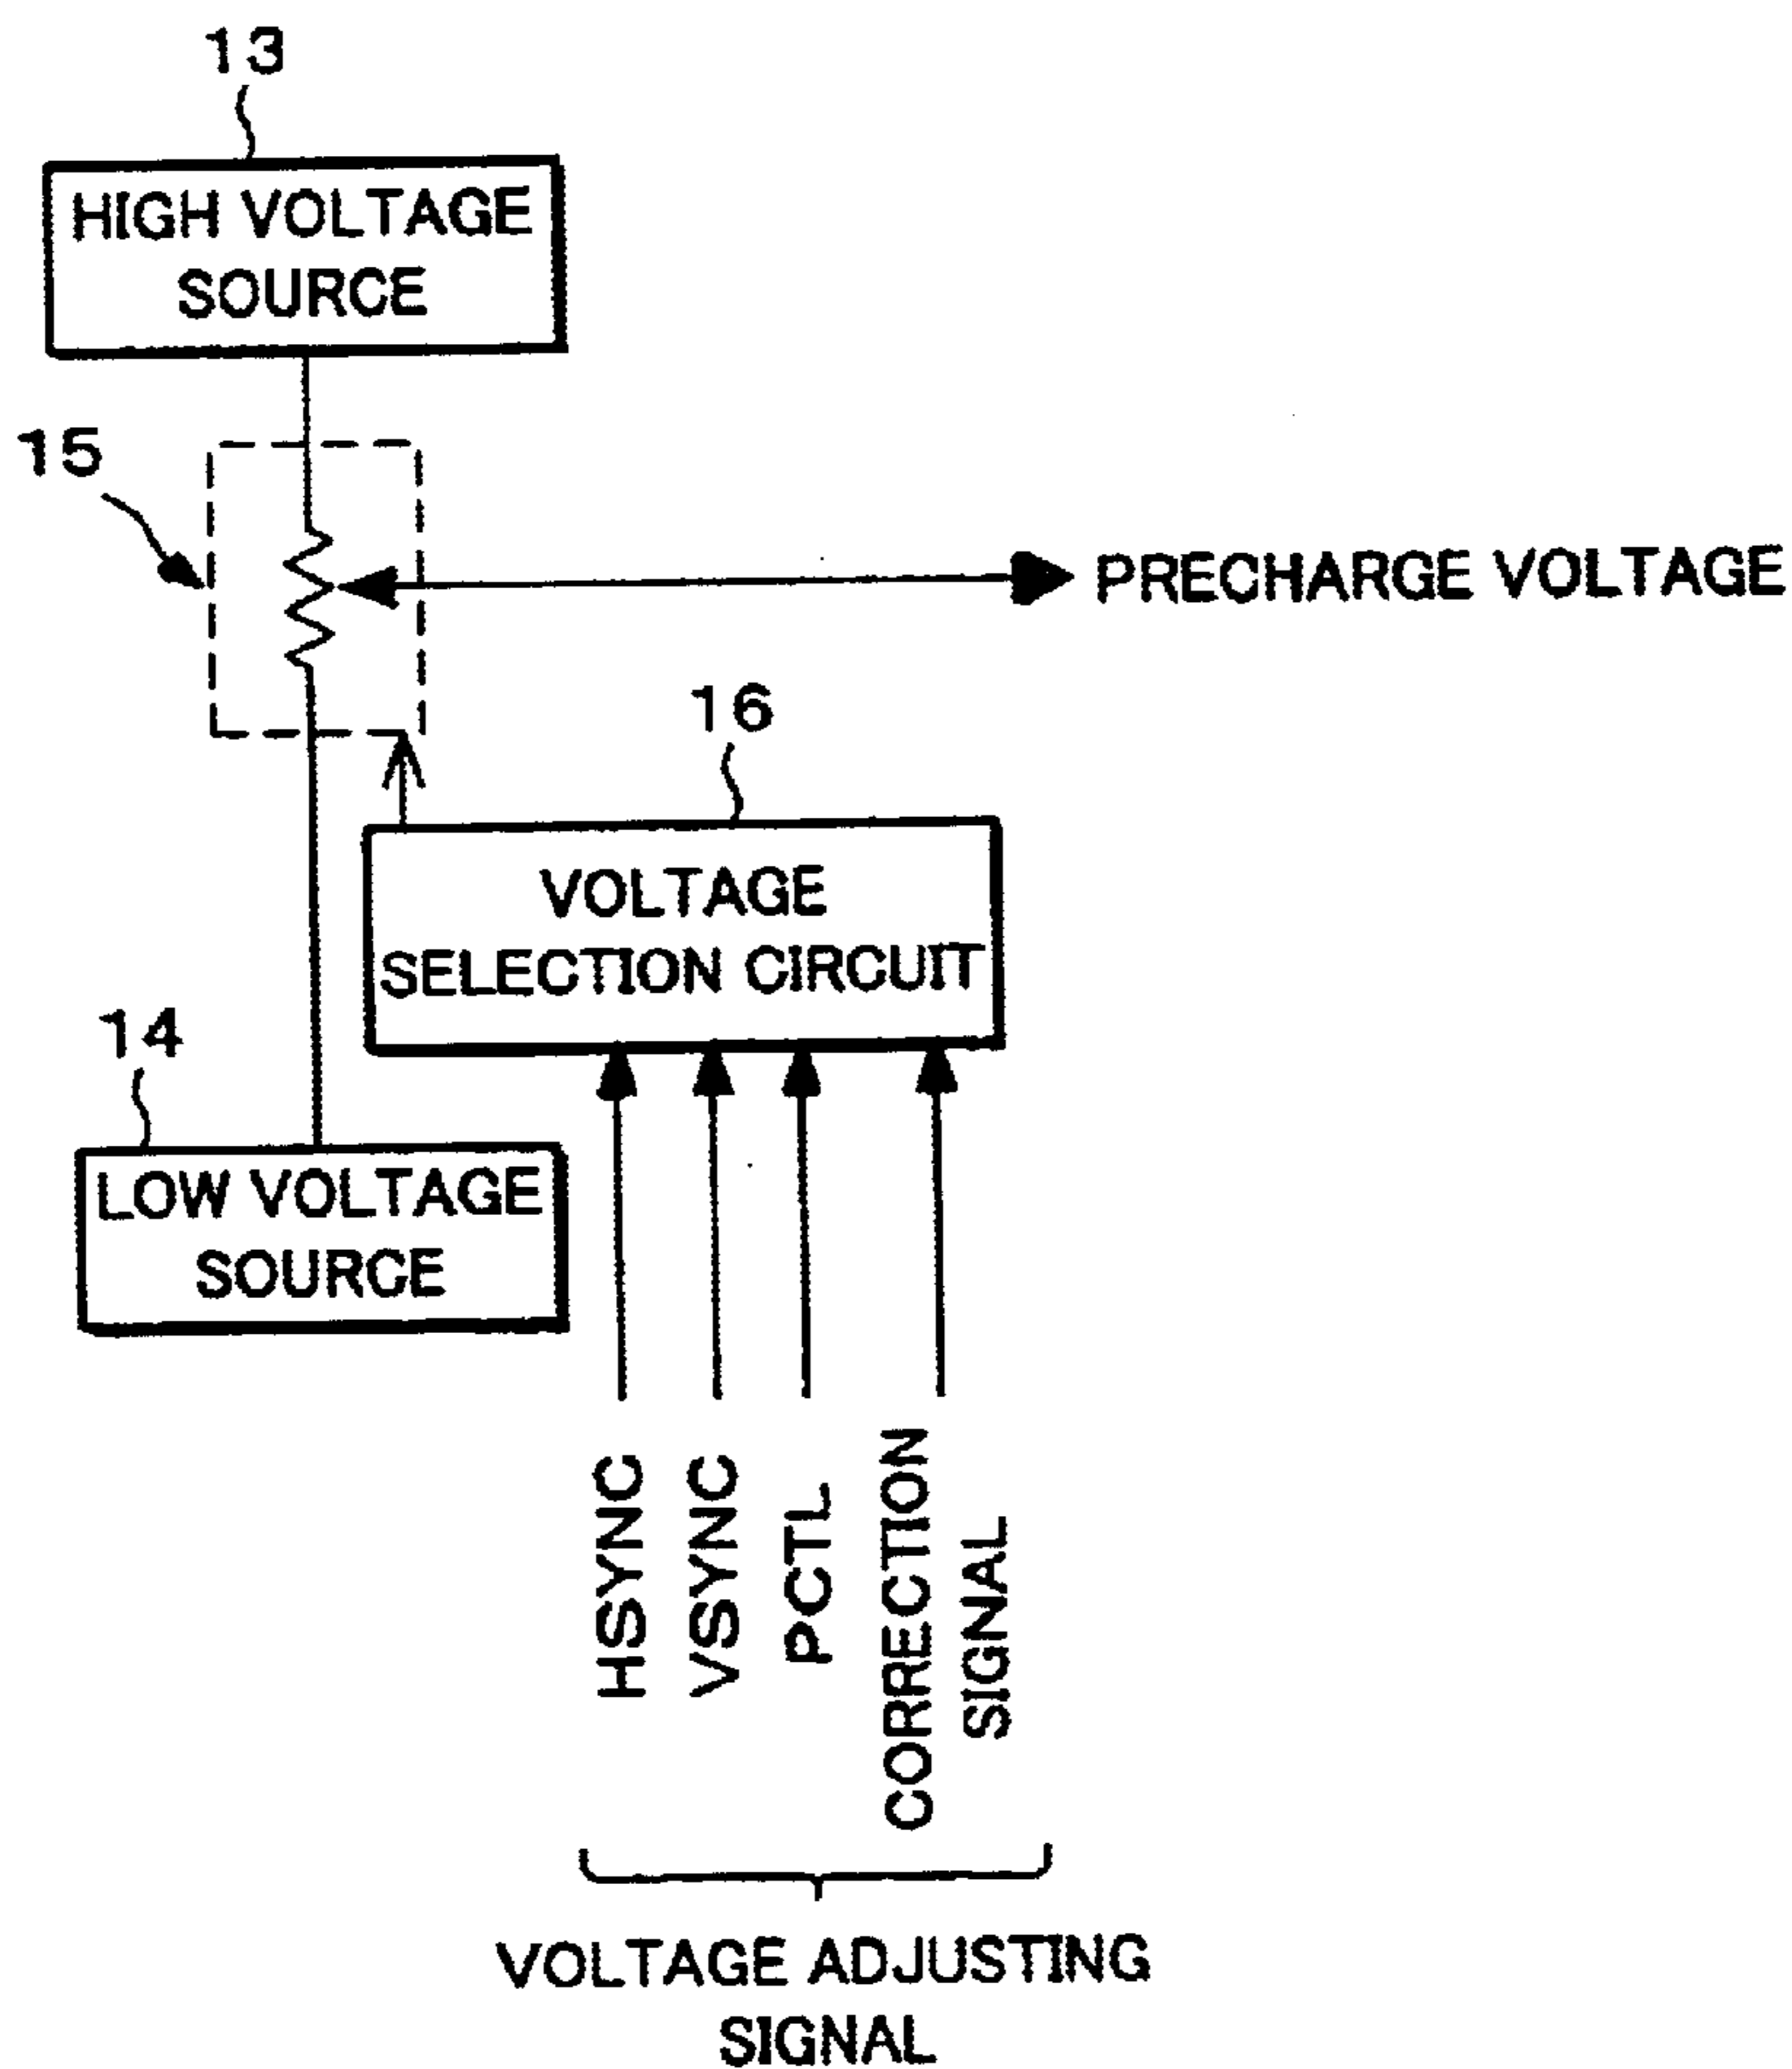 13
HIGH VOLTAGE
SOURCE
15
PRECHARGE VOLTAGE
16
VOLTAGE
SELECTION CIRCUIT
14
LOW VOLTAGE
SOURCE
HSYNC
VSYNC
PCTL
CORRECTION
SIGNAL
VOLTAGE ADJUSTING
SIGNAL